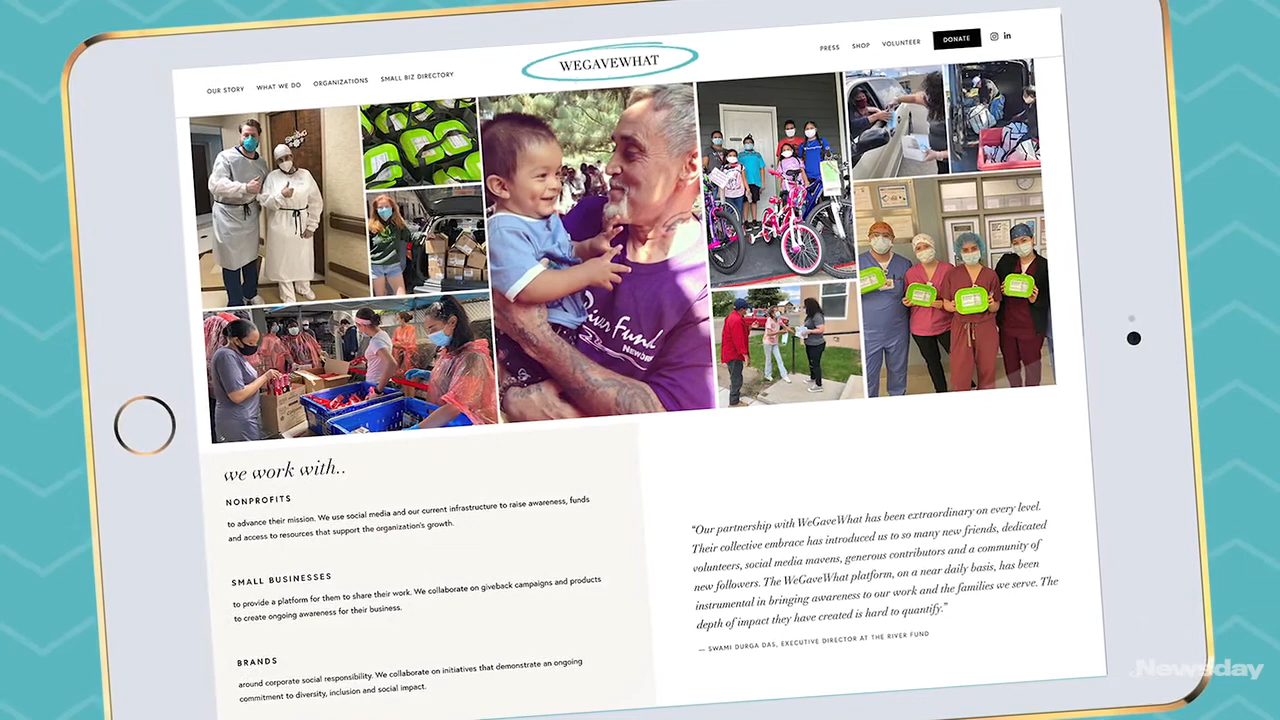 OUR STORY
WHAT WE DO
ORGANIZATIONS
SMALL BIZ DIRECTORY
WEGAVEWHAT
PRESS
SHOP
VOLUNTEER
DONATE
in
River Fund
we work with..
NONPROFITS
to advance their mission. We use social media and our current infrastructure to raise awareness, funds
and access to resources that support the organization's growth.
SMALL BUSINESSES
to provide a platform for them to share their work. We collaborate on giveback campaigns and products
to create ongoing awareness for their business.
BRANDS
around corporate social responsibility. We collaborate on initiatives that demonstrate an ongoing
commitment to diversity, inclusion and social impact.
"Our partnership with WeGaveWhat has been extraordinary on every level.
Their collective embrace has introduced us to so many new friends, dedicated
volunteers, social media mavens, generous contributors and a community of
new followers. The WeGaveWhat platform, on a near daily basis, has been
instrumental in bringing awareness to our work and the families we serve. The
depth of impact they have created is hard to quantify."
— SWAMI DURGA DAS, EXECUTIVE DIRECTOR AT THE RIVER FUND
Newsday